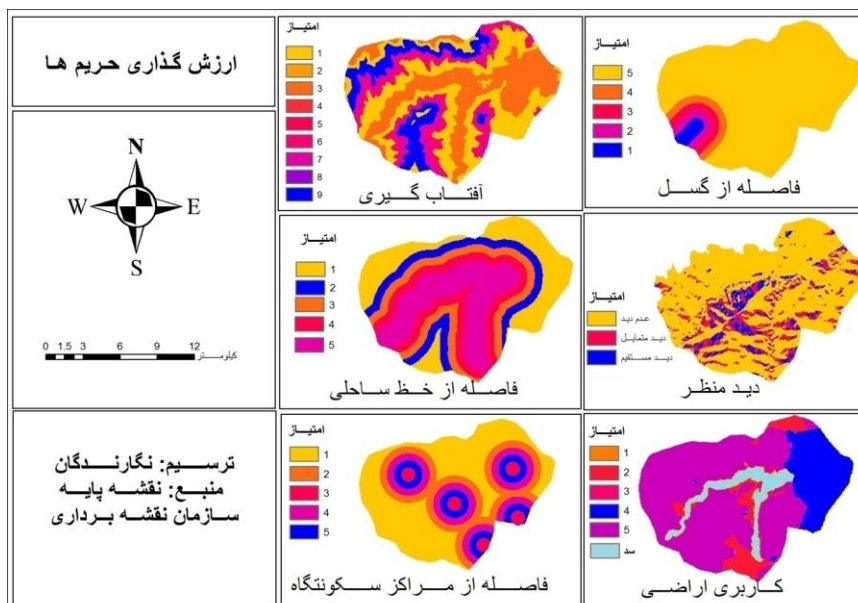 ارزش گذاری حریم ها
N
W
E
S
0 1.5 3 6 9 12
کیلومتر
ترسیم: نگارندگان
منبع: نقشه پایه
سازمان نقشه برداری
امتیاز
1
2
3
4
5
6
7
8
9
آفتاب گیری
امتیاز
5
4
3
2
1
فاصله از گسل
امتیاز
1
2
3
4
5
فاصله از خظ ساحلی
امتیاز
عدم دید
دید متمایل
دید مستقیم
دید منظر
امتیاز
1
2
3
4
5
فاصله از مراکز سکونتگاه
امتیاز
1
2
3
4
5
سد
کاربری اراضی